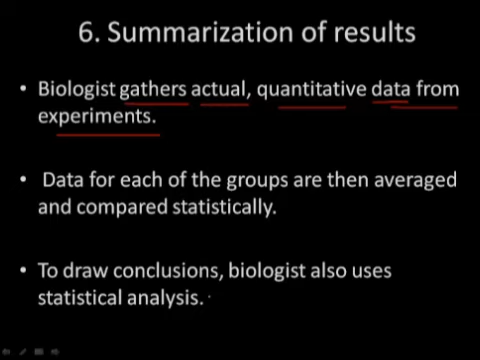 6. Summarization of results
• Biologist gathers actual, quantitative data from
experiments.
• Data for each of the groups are then averaged
and compared statistically.
• To draw conclusions, biologist also uses
statistical analysis.